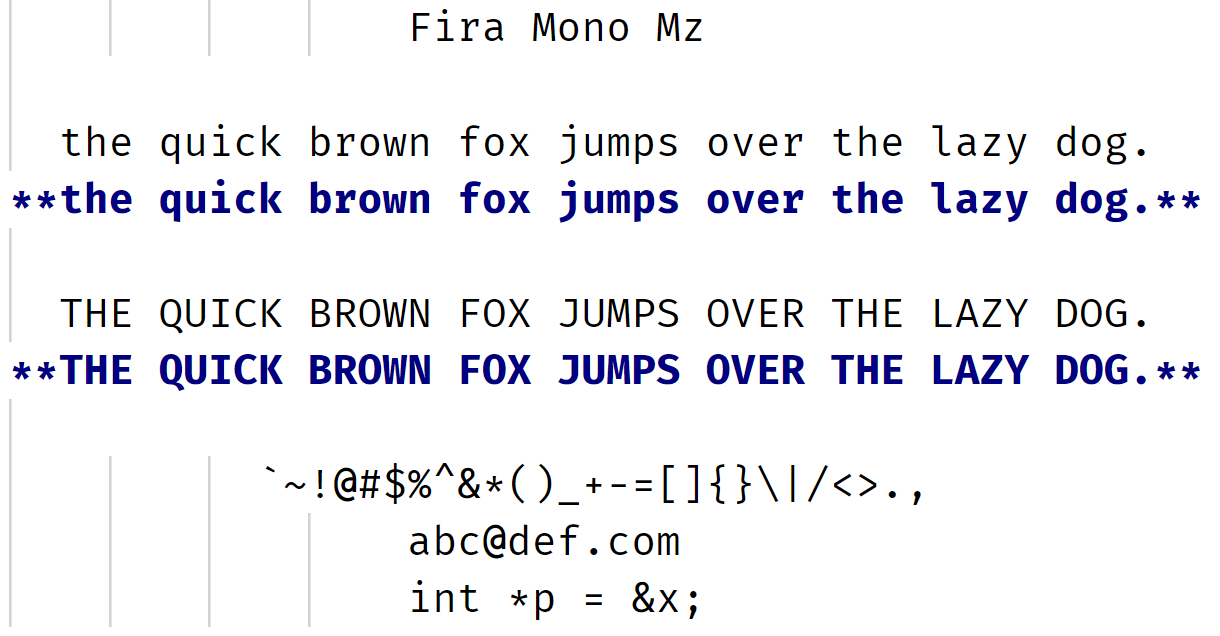 Fira Mono Mz
the quick brown fox jumps over the lazy dog.
**the quick brown fox jumps over the lazy dog.**
THE QUICK BROWN FOX JUMPS OVER THE LAZY DOG.
**THE QUICK BROWN FOX JUMPS OVER THE LAZY DOG.**
`~!@#$%^&*()_+-=[]{}\|/<>.,
abc@def.com
int *p = &x;